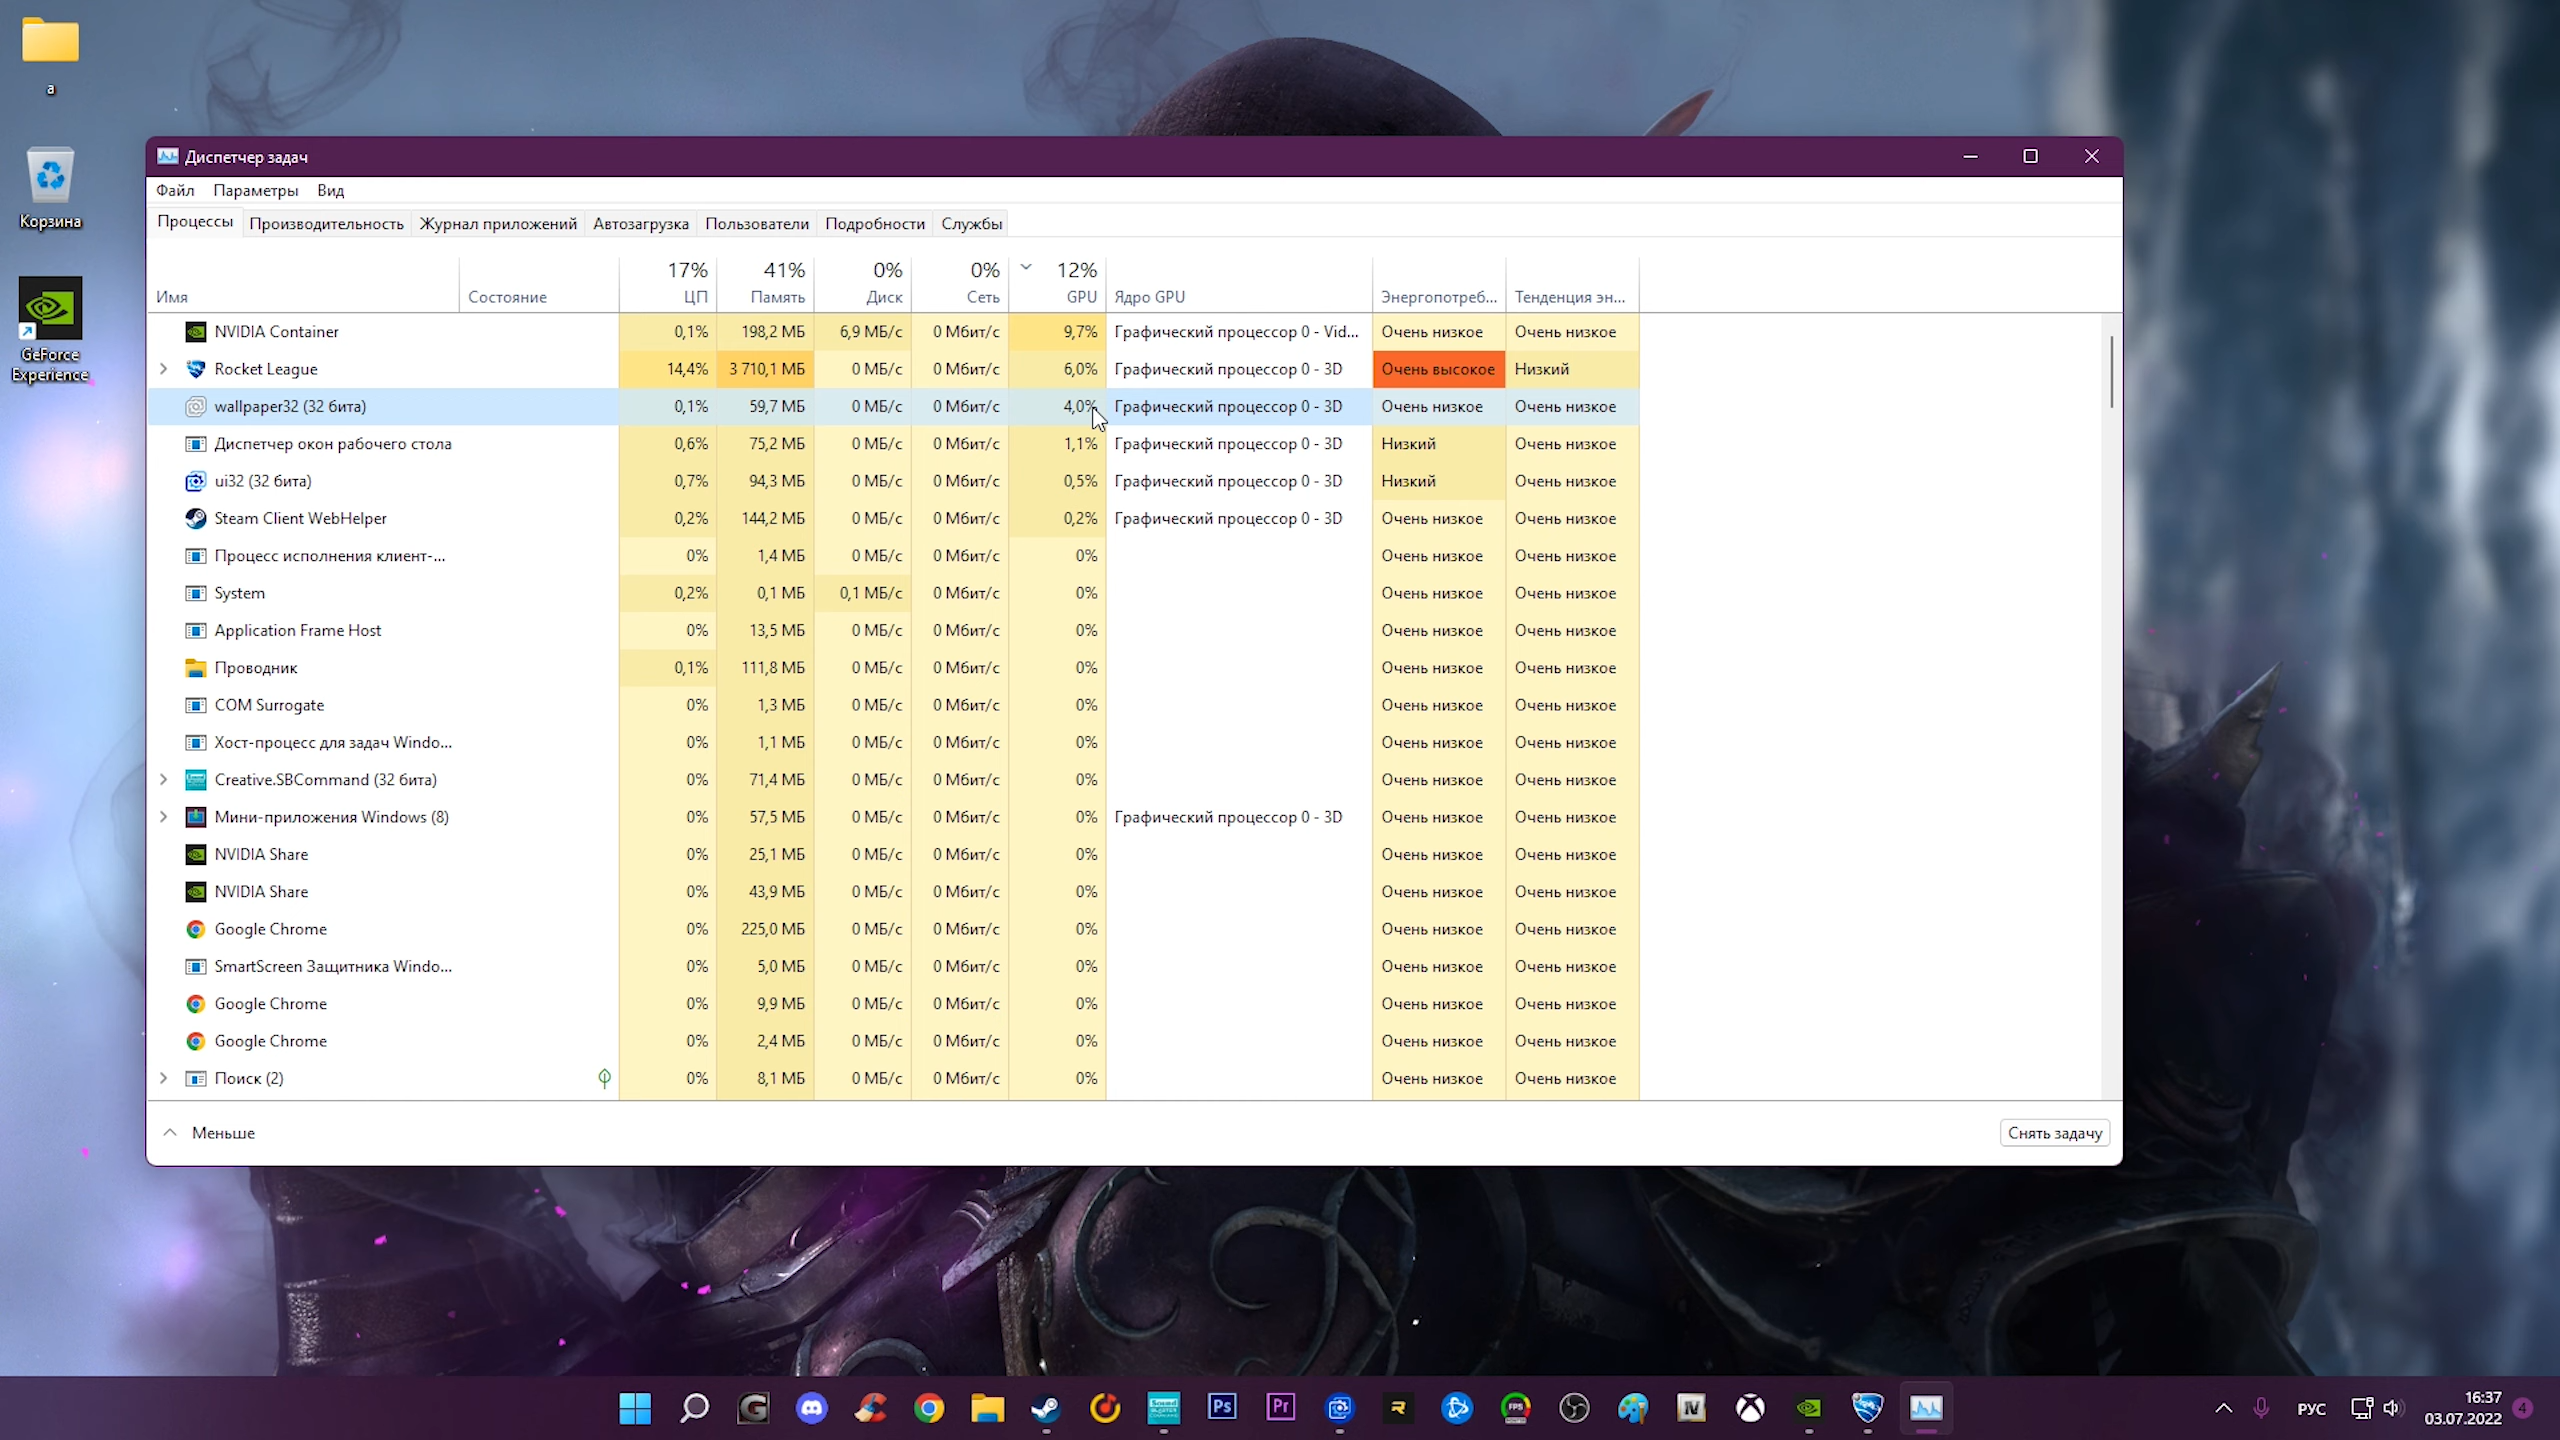 a
Корзина
GeForce
Experience
Диспетчер задач
Файл Параметры Вид
Процессы Производительность Журнал приложений Автозагрузка Пользователи Подробности Службы
17% 41% 0% 0% 12%
Имя Состояние ЦП Память Диск Сеть GPU Ядро GPU Энергопотреб... Тенденция эн...
NVIDIA Container 0,1% 198,2 МБ 6,9 МБ/с 0 Мбит/с 9,7% Графический процессор 0 - Vid... Очень низкое Очень низкое
Rocket League 14,4% 3 710,1 МБ 0 МБ/с 0 Мбит/с 6,0% Графический процессор 0 - 3D Очень высокое Низкий
wallpaper32 (32 бита) 0,1% 59,7 МБ 0 МБ/с 0 Мбит/с 4,0% Графический процессор 0 - 3D Очень низкое Очень низкое
Диспетчер окон рабочего стола 0,6% 75,2 МБ 0 МБ/с 0 Мбит/с 1,1% Графический процессор 0 - 3D Низкий Очень низкое
ui32 (32 бита) 0,7% 94,3 МБ 0 МБ/с 0 Мбит/с 0,5% Графический процессор 0 - 3D Низкий Очень низкое
Steam Client WebHelper 0,2% 144,2 МБ 0 МБ/с 0 Мбит/с 0,2% Графический процессор 0 - 3D Очень низкое Очень низкое
Процесс исполнения клиент-... 0% 1,4 МБ 0 МБ/с 0 Мбит/с 0% Очень низкое Очень низкое
System 0,2% 0,1 МБ 0,1 МБ/с 0 Мбит/с 0% Очень низкое Очень низкое
Application Frame Host 0% 13,5 МБ 0 МБ/с 0 Мбит/с 0% Очень низкое Очень низкое
Проводник 0,1% 111,8 МБ 0 МБ/с 0 Мбит/с 0% Очень низкое Очень низкое
COM Surrogate 0% 1,3 МБ 0 МБ/с 0 Мбит/с 0% Очень низкое Очень низкое
Хост-процесс для задач Windo... 0% 1,1 МБ 0 МБ/с 0 Мбит/с 0% Очень низкое Очень низкое
Creative.SBCommand (32 бита) 0% 71,4 МБ 0 МБ/с 0 Мбит/с 0% Очень низкое Очень низкое
Мини-приложения Windows (8) 0% 57,5 МБ 0 МБ/с 0 Мбит/с 0% Графический процессор 0 - 3D Очень низкое Очень низкое
NVIDIA Share 0% 25,1 МБ 0 МБ/с 0 Мбит/с 0% Очень низкое Очень низкое
NVIDIA Share 0% 43,9 МБ 0 МБ/с 0 Мбит/с 0% Очень низкое Очень низкое
Google Chrome 0% 225,0 МБ 0 МБ/с 0 Мбит/с 0% Очень низкое Очень низкое
SmartScreen Защитника Windo... 0% 5,0 МБ 0 МБ/с 0 Мбит/с 0% Очень низкое Очень низкое
Google Chrome 0% 9,9 МБ 0 МБ/с 0 Мбит/с 0% Очень низкое Очень низкое
Google Chrome 0% 2,4 МБ 0 МБ/с 0 Мбит/с 0% Очень низкое Очень низкое
Поиск (2) 0% 8,1 МБ 0 МБ/с 0 Мбит/с 0% Очень низкое Очень низкое
Меньше Снять задачу
G Ps Pr R FPS IV РУС 16:37 4
03.07.2022